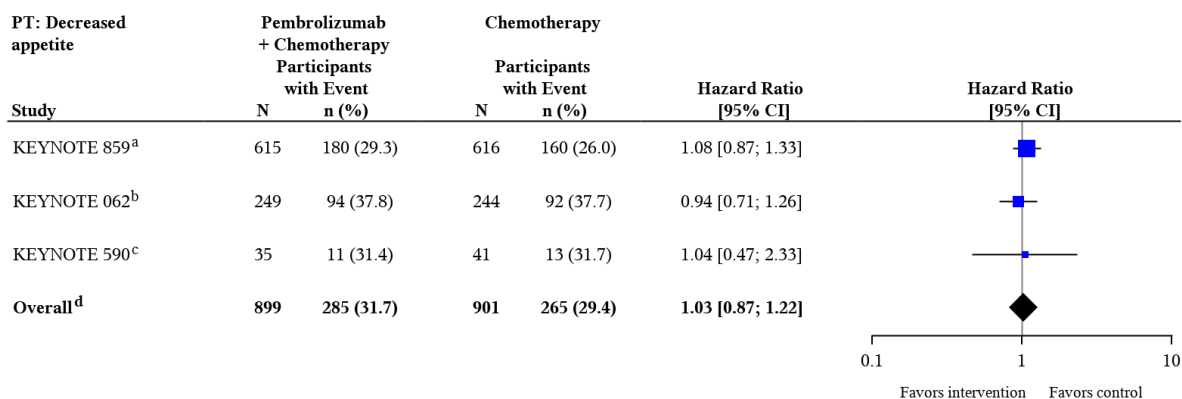 PT: Decreased appetite
Pembrolizumab + Chemotherapy
Chemotherapy
Participants with Event
Participants with Event
Hazard Ratio
Hazard Ratio
Study N n (%) N n (%) [95% CI] [95% CI]
KEYNOTE 859a 615 180 (29.3) 616 160 (26.0) 1.08 [0.87; 1.33]
KEYNOTE 062b 249 94 (37.8) 244 92 (37.7) 0.94 [0.71; 1.26]
KEYNOTE 590c 35 11 (31.4) 41 13 (31.7) 1.04 [0.47; 2.33]
Overalld 899 285 (31.7) 901 265 (29.4) 1.03 [0.87; 1.22]
0.1 1 10
Favors intervention Favors control